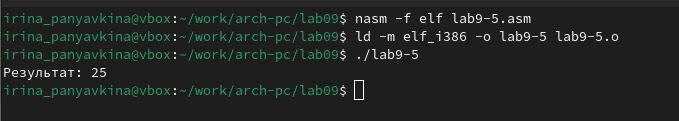 irina_panyavkina@vbox:~/work/arch-pc/lab09$ nasm -f elf lab9-5.asm
irina_panyavkina@vbox:~/work/arch-pc/lab09$ ld -m elf_i386 -o lab9-5 lab9-5.o
irina_panyavkina@vbox:~/work/arch-pc/lab09$ ./lab9-5
Результат: 25
irina_panyavkina@vbox:~/work/arch-pc/lab09$